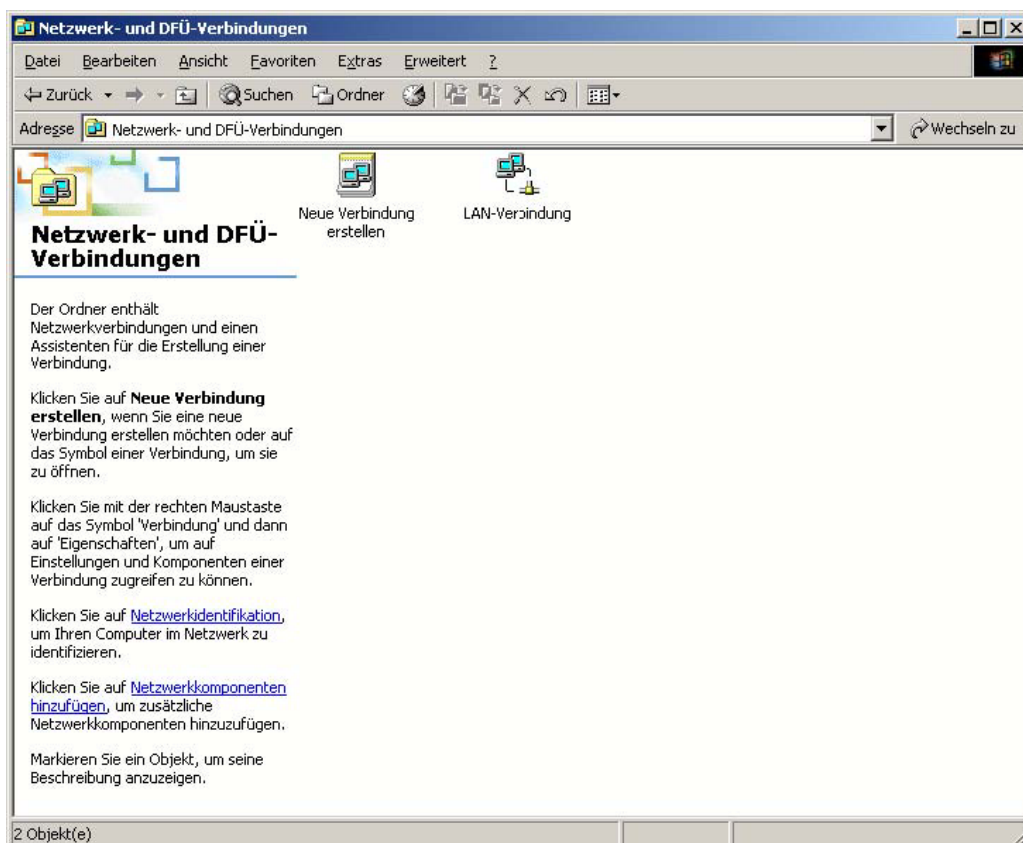 Netzwerk- und DFÜ-Verbindungen
Datei Bearbeiten Ansicht Favoriten Extras Erweitert ?
Zurück Suchen Ordner
Adresse Netzwerk- und DFÜ-Verbindungen Wechseln zu
Netzwerk- und DFÜ-
Verbindungen
Der Ordner enthält
Netzwerkverbindungen und einen
Assistenten für die Erstellung einer
Verbindung.
Klicken Sie auf Neue Verbindung
erstellen, wenn Sie eine neue
Verbindung erstellen möchten oder auf
das Symbol einer Verbindung, um sie
zu öffnen.
Klicken Sie mit der rechten Maustaste
auf das Symbol 'Verbindung' und dann
auf 'Eigenschaften', um auf
Einstellungen und Komponenten einer
Verbindung zugreifen zu können.
Klicken Sie auf Netzwerkidentifikation,
um Ihren Computer im Netzwerk zu
identifizieren.
Klicken Sie auf Netzwerkkomponenten
hinzufügen, um zusätzliche
Netzwerkkomponenten hinzuzufügen.
Markieren Sie ein Objekt, um seine
Beschreibung anzuzeigen.
Neue Verbindung
erstellen
LAN-Verbindung
2 Objekt(e)